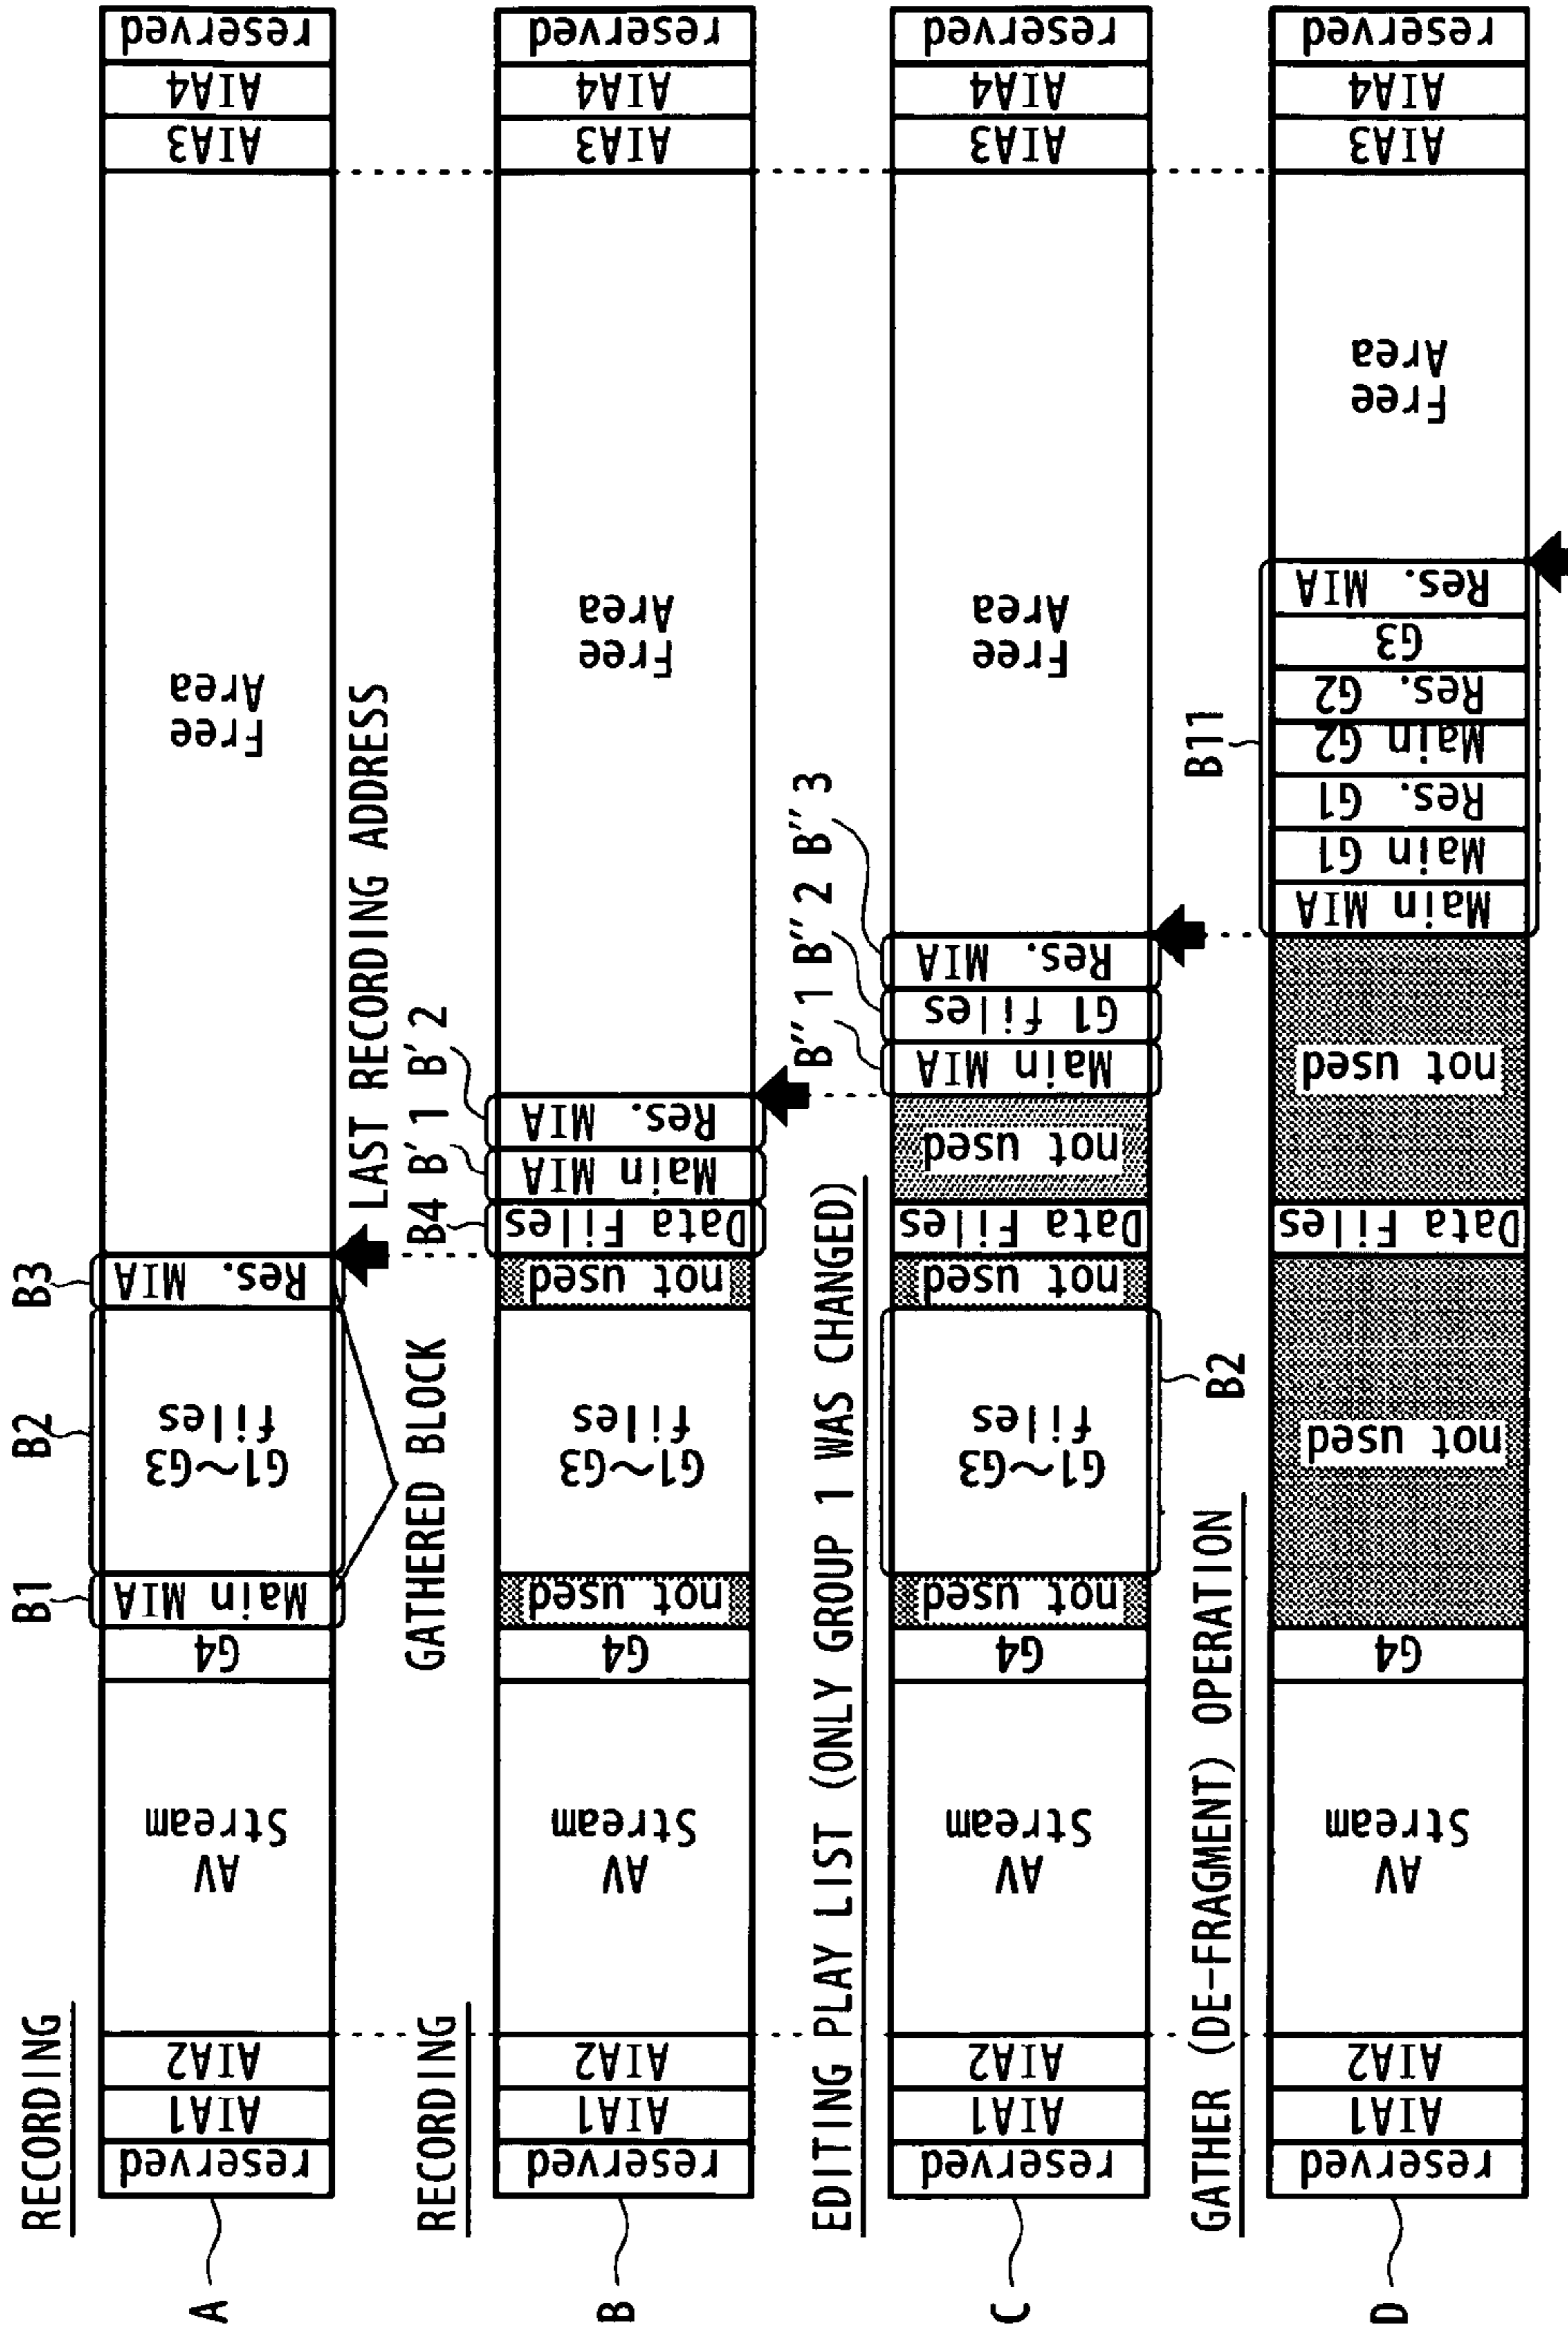 RECORDING
B1
B2
B3
A
reserved
AIA1
AIA2
AV
Stream
G4
Main MIA
G1~G3
files
Res. MIA
Free
Area
AIA3
AIA4
reserved
GATHERED BLOCK
LAST RECORDING ADDRESS
RECORDING
B4 B'1 B'2
B
reserved
AIA1
AIA2
AV
Stream
G4
not used
G1~G3
files
not used
Data Files
Main MIA
Res. MIA
Free
Area
AIA3
AIA4
reserved
EDITING PLAY LIST (ONLY GROUP 1 WAS CHANGED)
B''1 B''2 B''3
C
reserved
AIA1
AIA2
AV
Stream
G4
not used
G1~G3
files
not used
Data Files
not used
Main MIA
G1 files
Res. MIA
Free
Area
AIA3
AIA4
reserved
B2
GATHER (DE-FRAGMENT) OPERATION
B11
D
reserved
AIA1
AIA2
AV
Stream
G4
not used
Data Files
not used
Main MIA
Main G1
Res. G1
Main G2
Res. G2
G3
Res. MIA
Free
Area
AIA3
AIA4
reserved